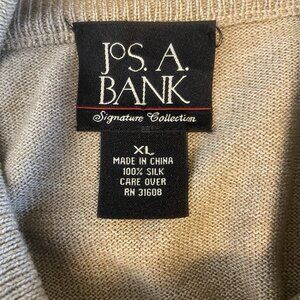 JOS. A.
BANK
Signature Collection
XL
MADE IN CHINA
100% SILK
CARE OVER
RN 31608